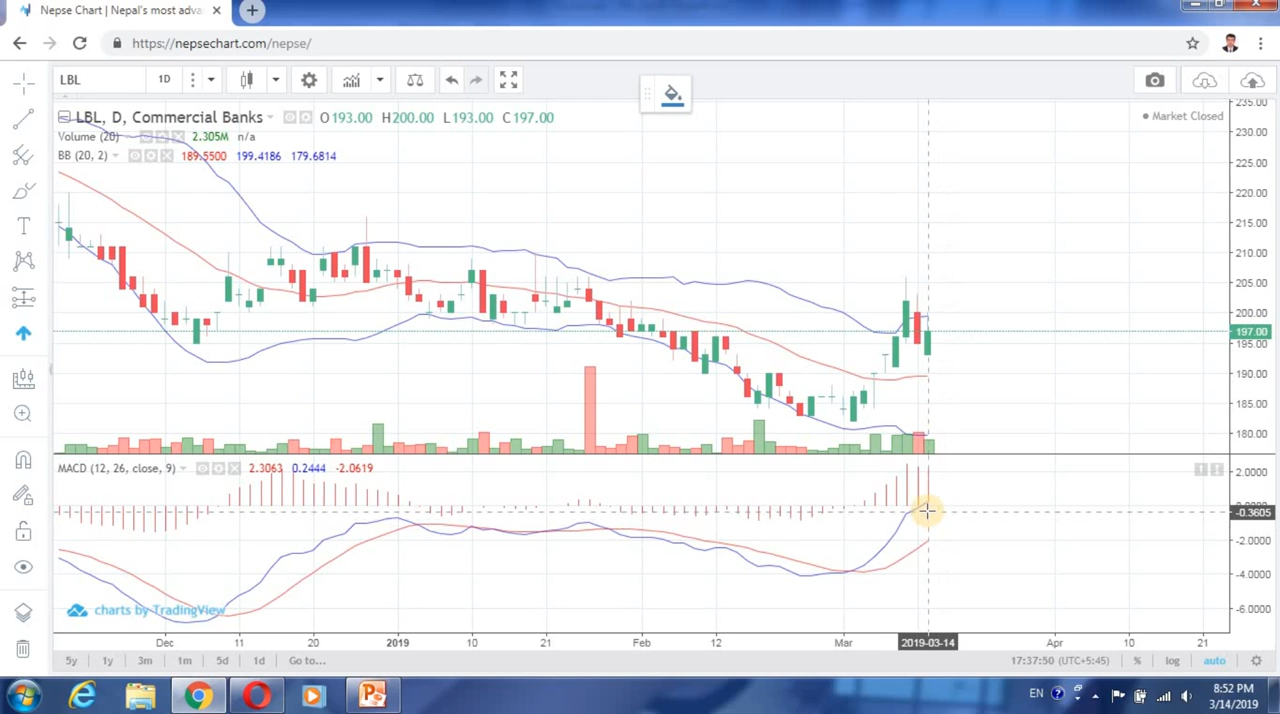 Nepse Chart | Nepal's most adva
https://nepsechart.com/nepse/
LBL 1D
LBL, D, Commercial Banks O193.00 H200.00 L193.00 C197.00
Market Closed
Volume (20) 2.305M n/a
BB (20, 2) 189.5500 199.4186 179.6814
235.00
230.00
225.00
220.00
215.00
210.00
205.00
200.00
197.00
195.00
190.00
185.00
180.00
MACD (12, 26, close, 9) 2.3063 0.2444 -2.0619
2.0000
0.0000
-0.3605
-2.0000
-4.0000
-6.0000
charts by TradingView
Dec 11 20 2019 10 21 Feb 12 Mar 2019-03-14 Apr 10 21
5y 1y 3m 1m 5d 1d Go to... 17:37:50 (UTC+5:45) % log auto
EN 8:52 PM
3/14/2019